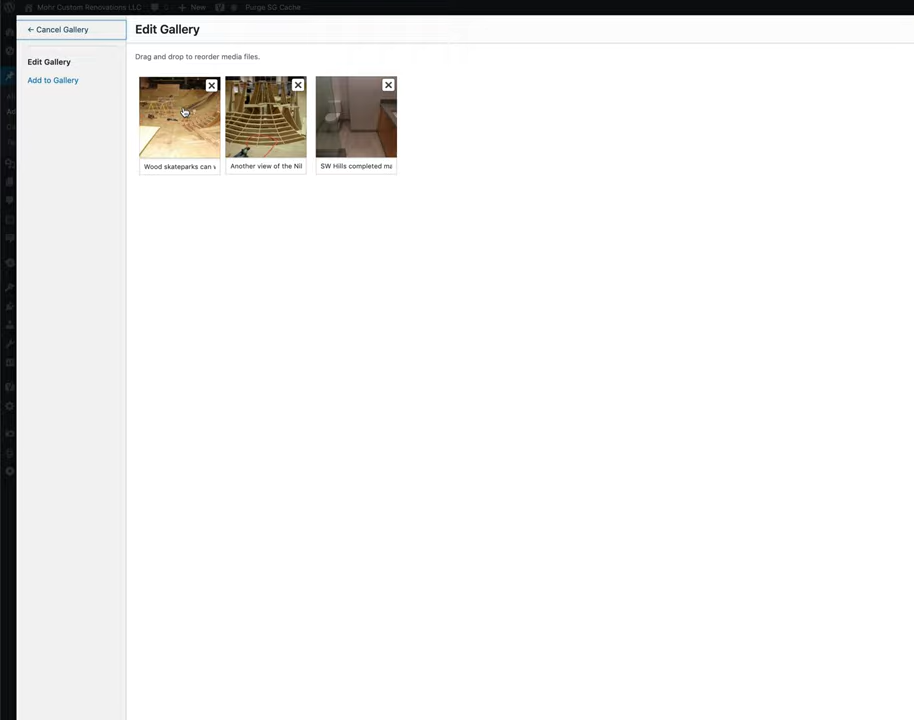 Mohr Custom Renovations LLC
New
Purge SG Cache
← Cancel Gallery
Edit Gallery
Edit Gallery
Add to Gallery
Drag and drop to reorder media files.
Wood skateparks can
Another view of the Nil
SW Hills completed ma